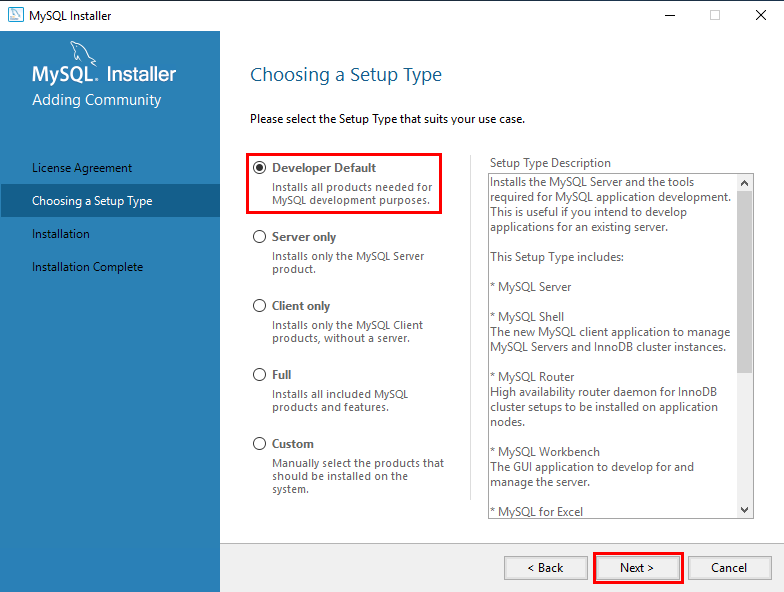 MySQL Installer
MySQL. Installer
Adding Community
License Agreement
Choosing a Setup Type
Installation
Installation Complete
Choosing a Setup Type
Please select the Setup Type that suits your use case.
Developer Default
Installs all products needed for
MySQL development purposes.
Server only
Installs only the MySQL Server
product.
Client only
Installs only the MySQL Client
products, without a server.
Full
Installs all included MySQL
products and features.
Custom
Manually select the products that
should be installed on the
system.
Setup Type Description
Installs the MySQL Server and the tools
required for MySQL application development.
This is useful if you intend to develop
applications for an existing server.
This Setup Type includes:
* MySQL Server
* MySQL Shell
The new MySQL client application to manage
MySQL Servers and InnoDB cluster instances.
* MySQL Router
High availability router daemon for InnoDB
cluster setups to be installed on application
nodes.
* MySQL Workbench
The GUI application to develop for and
manage the server.
* MySQL for Excel
< Back
Next >
Cancel